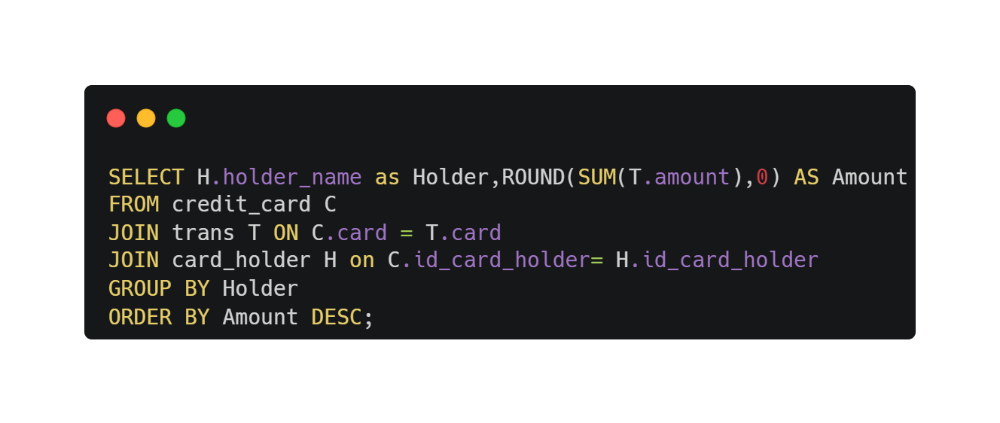 SELECT H.holder_name as Holder,ROUND(SUM(T.amount),0) AS Amount
FROM credit_card C
JOIN trans T ON C.card = T.card
JOIN card_holder H on C.id_card_holder= H.id_card_holder
GROUP BY Holder
ORDER BY Amount DESC;